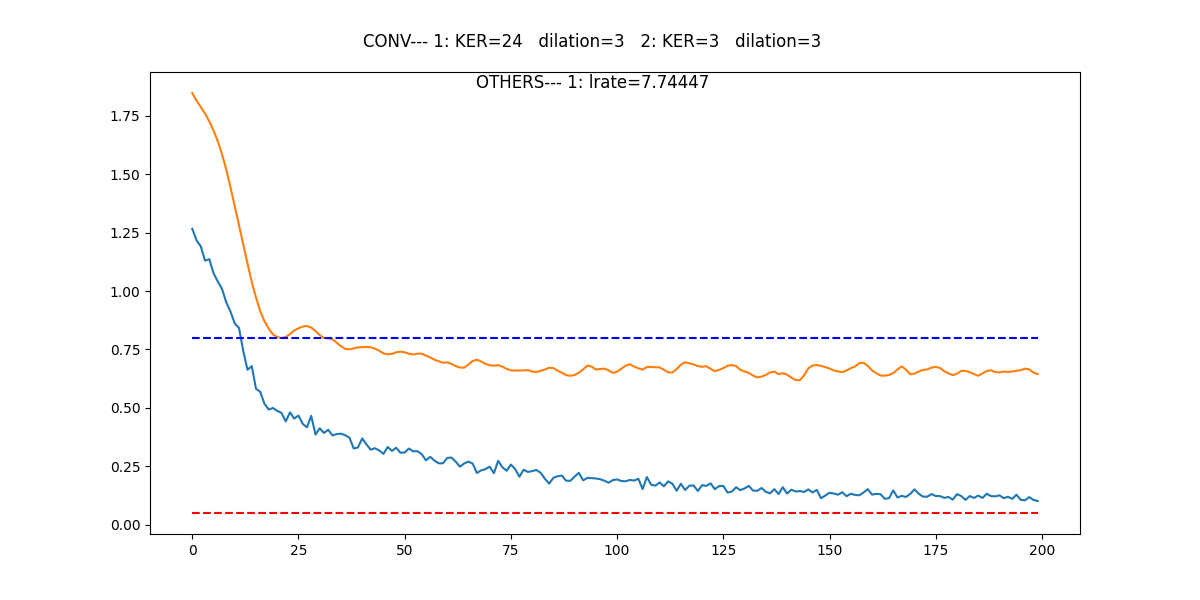 CONV--- 1: KER=24   dilation=3   2: KER=3   dilation=3
OTHERS--- 1: lrate=7.74447
1.75
1.50
1.25
1.00
0.75
0.50
0.25
0.00
0 25 50 75 100 125 150 175 200